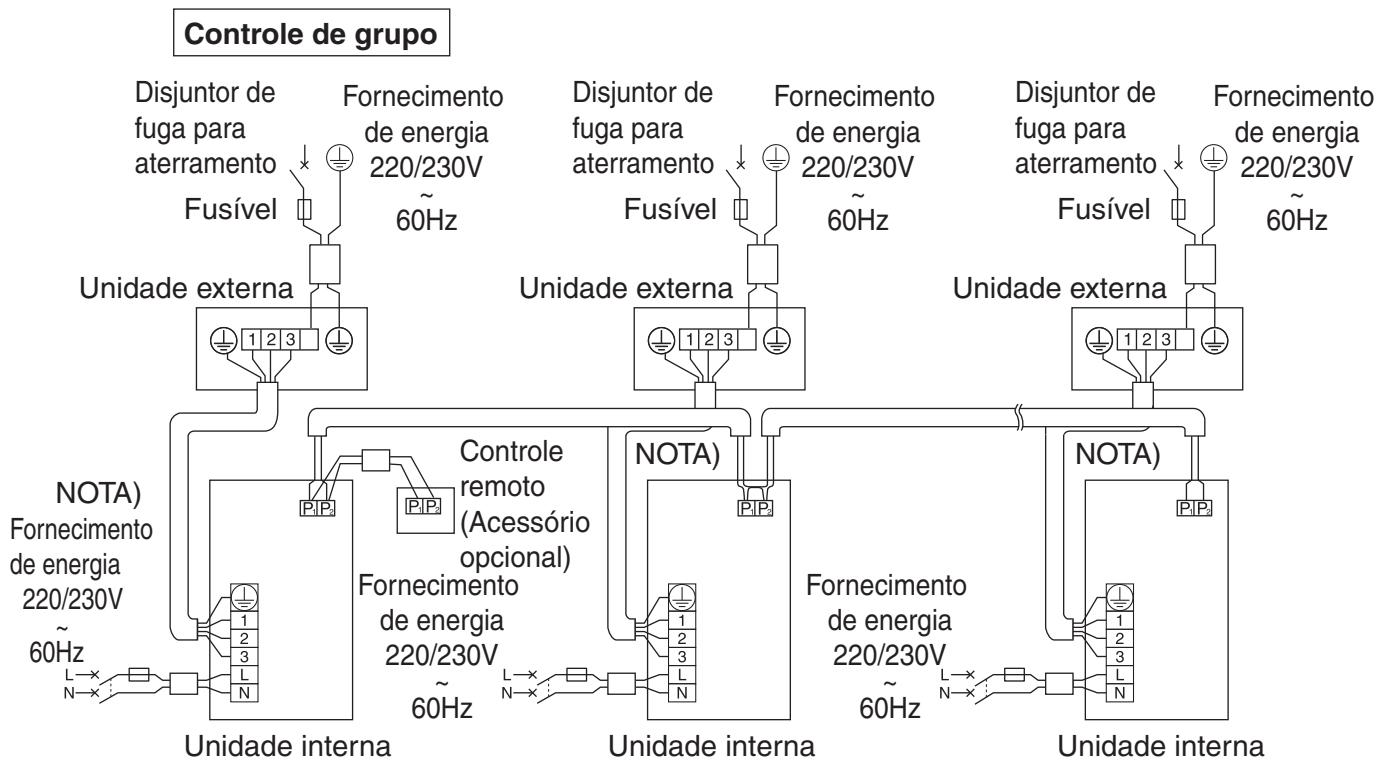 Controle de grupo
Disjuntor de
fuga para
aterramento
Fornecimento
de energia
220/230V
~
60Hz
Fusível
Unidade externa
1 2 3
Disjuntor de
fuga para
aterramento
Fornecimento
de energia
220/230V
~
60Hz
Fusível
Unidade externa
1 2 3
Disjuntor de
fuga para
aterramento
Fornecimento
de energia
220/230V
~
60Hz
Fusível
Unidade externa
1 2 3
NOTA)
Fornecimento
de energia
220/230V
~
60Hz
L
N
P₁ P₂
P₁ P₂
Controle
remoto
(Acessório
opcional)
1
2
3
L
N
Unidade interna
NOTA)
Fornecimento
de energia
220/230V
~
60Hz
L
N
P₁ P₂
1
2
3
L
N
Unidade interna
NOTA)
Fornecimento
de energia
220/230V
~
60Hz
L
N
P₁ P₂
1
2
3
L
N
Unidade interna